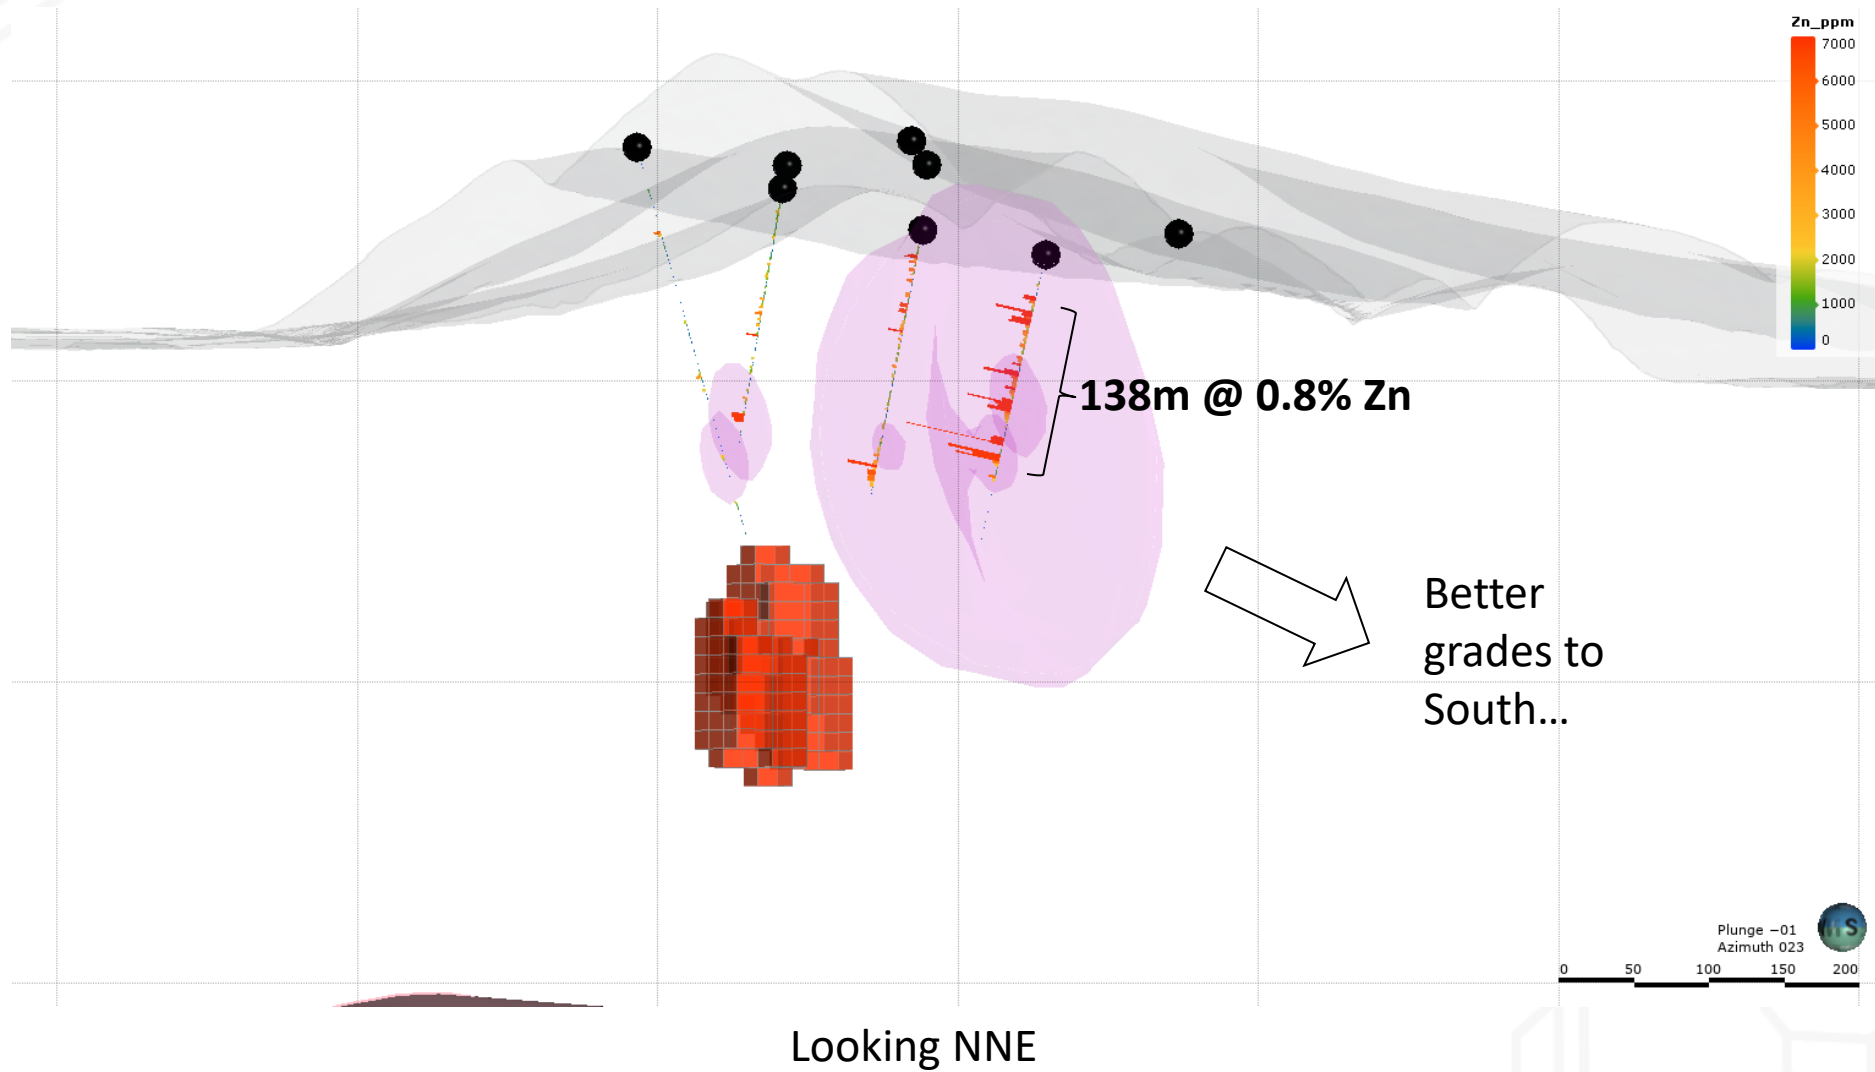 Zn_ppm
7000
6000
5000
4000
3000
2000
1000
0
138m @ 0.8% Zn
Better
grades to
South...
Plunge −01
Azimuth 023
S
0 50 100 150 200
Looking NNE